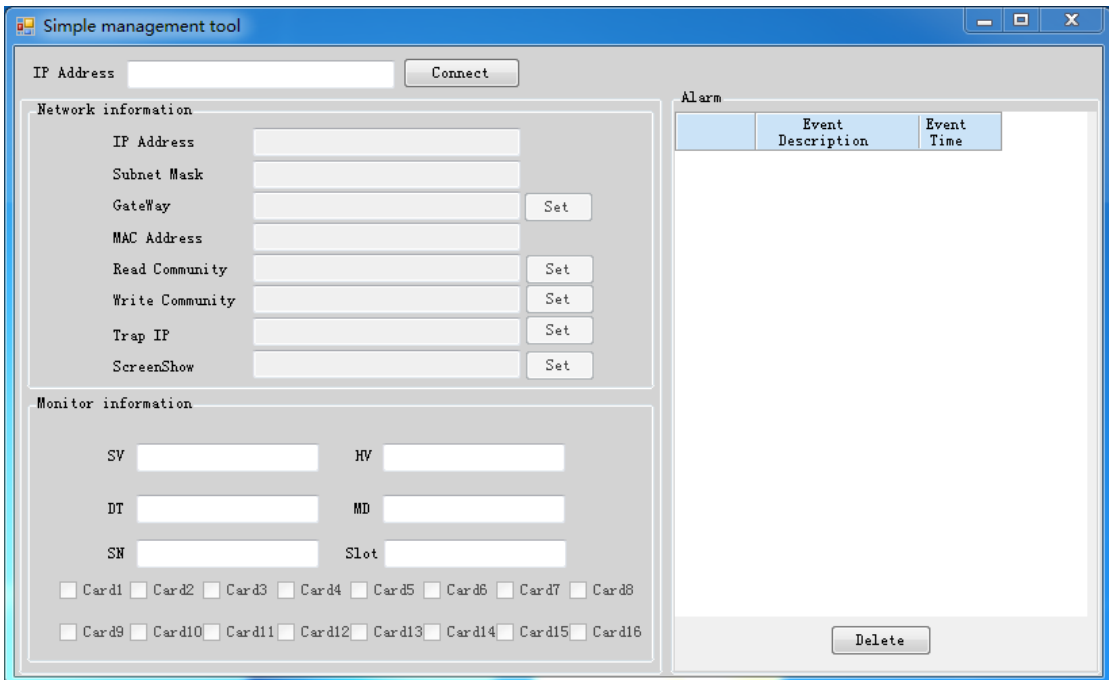 Simple management tool
IP Address Connect
Network information
IP Address
Subnet Mask
GateWay Set
MAC Address
Read Community Set
Write Community Set
Trap IP Set
ScreenShow Set
Monitor information
SV HV
DT MD
SN Slot
Card1 Card2 Card3 Card4 Card5 Card6 Card7 Card8
Card9 Card10 Card11 Card12 Card13 Card14 Card15 Card16
Alarm
Event Description Event Time
Delete